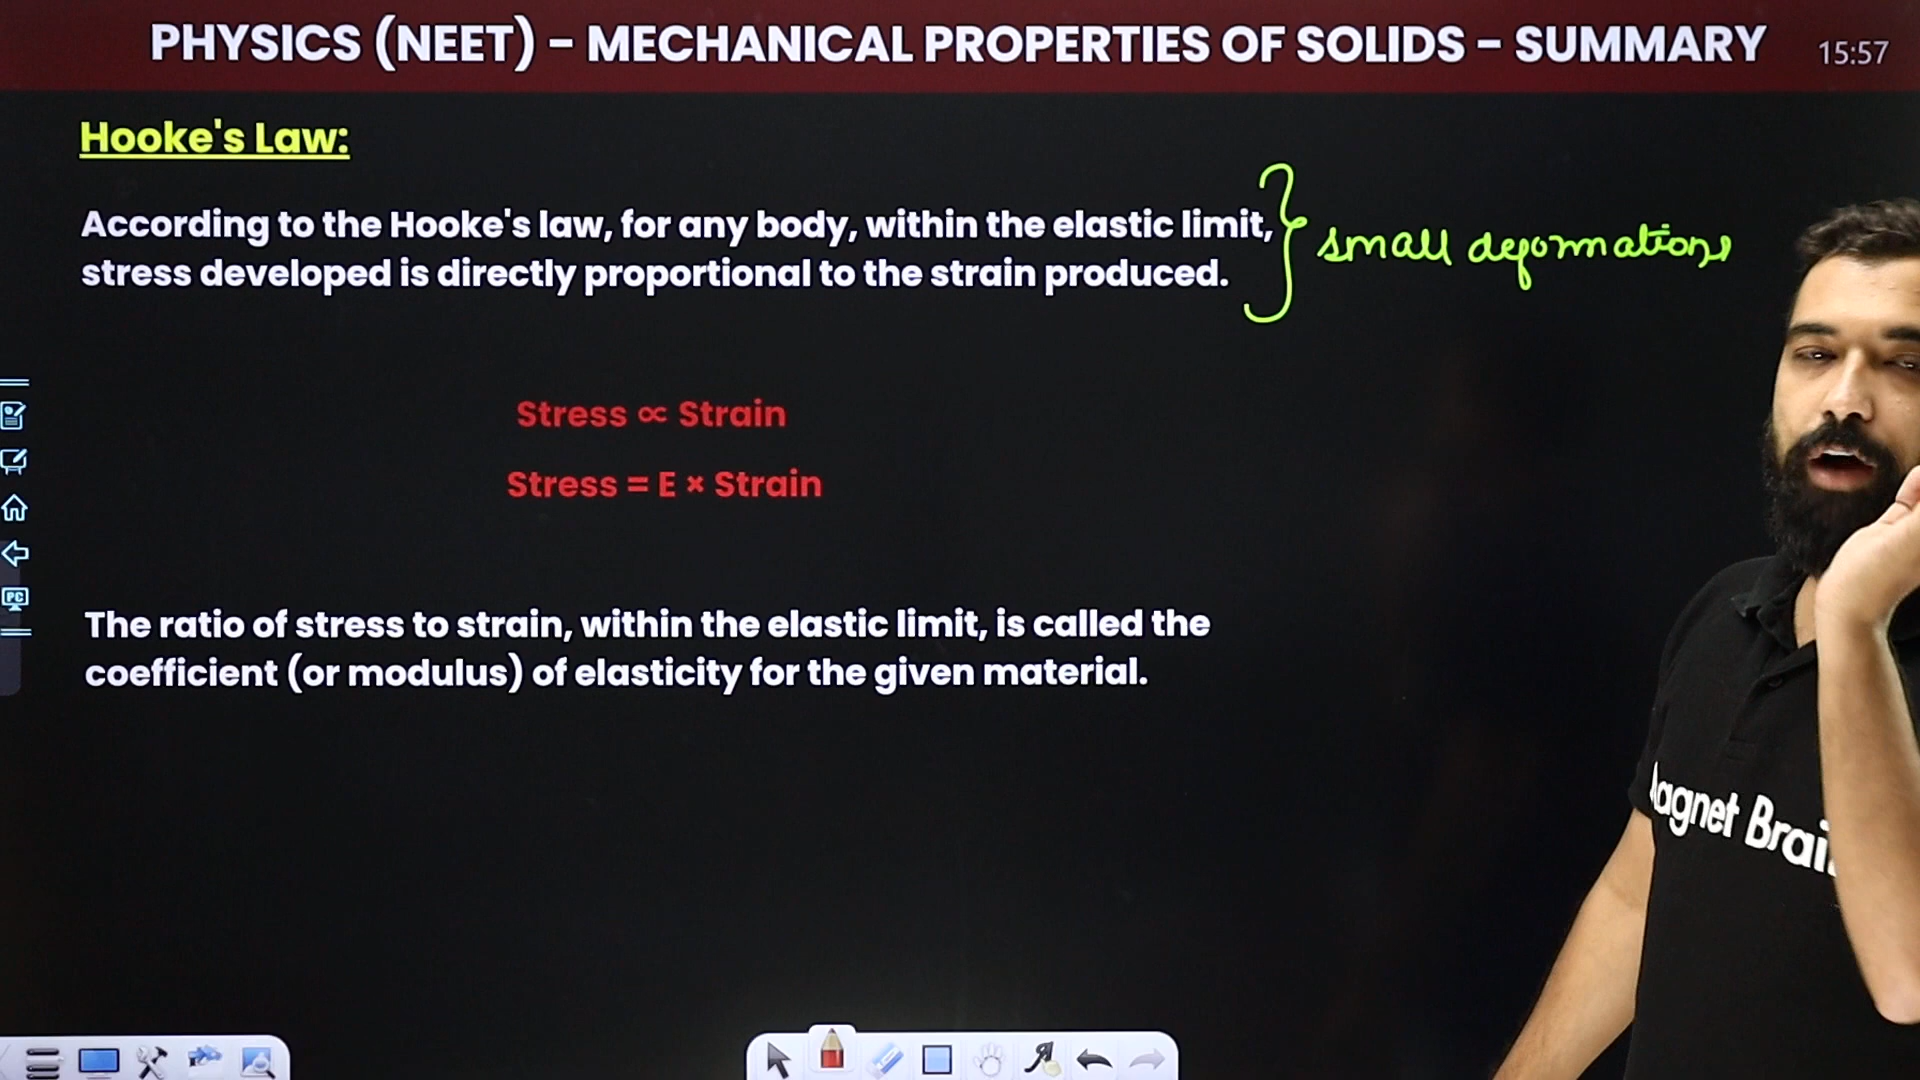 PHYSICS (NEET) – MECHANICAL PROPERTIES OF SOLIDS – SUMMARY
15:57
Hooke's Law:
According to the Hooke's law, for any body, within the elastic limit,
stress developed is directly proportional to the strain produced.
small deformations
Stress ∝ Strain
Stress = E × Strain
PC
The ratio of stress to strain, within the elastic limit, is called the
coefficient (or modulus) of elasticity for the given material.
agnet Brai